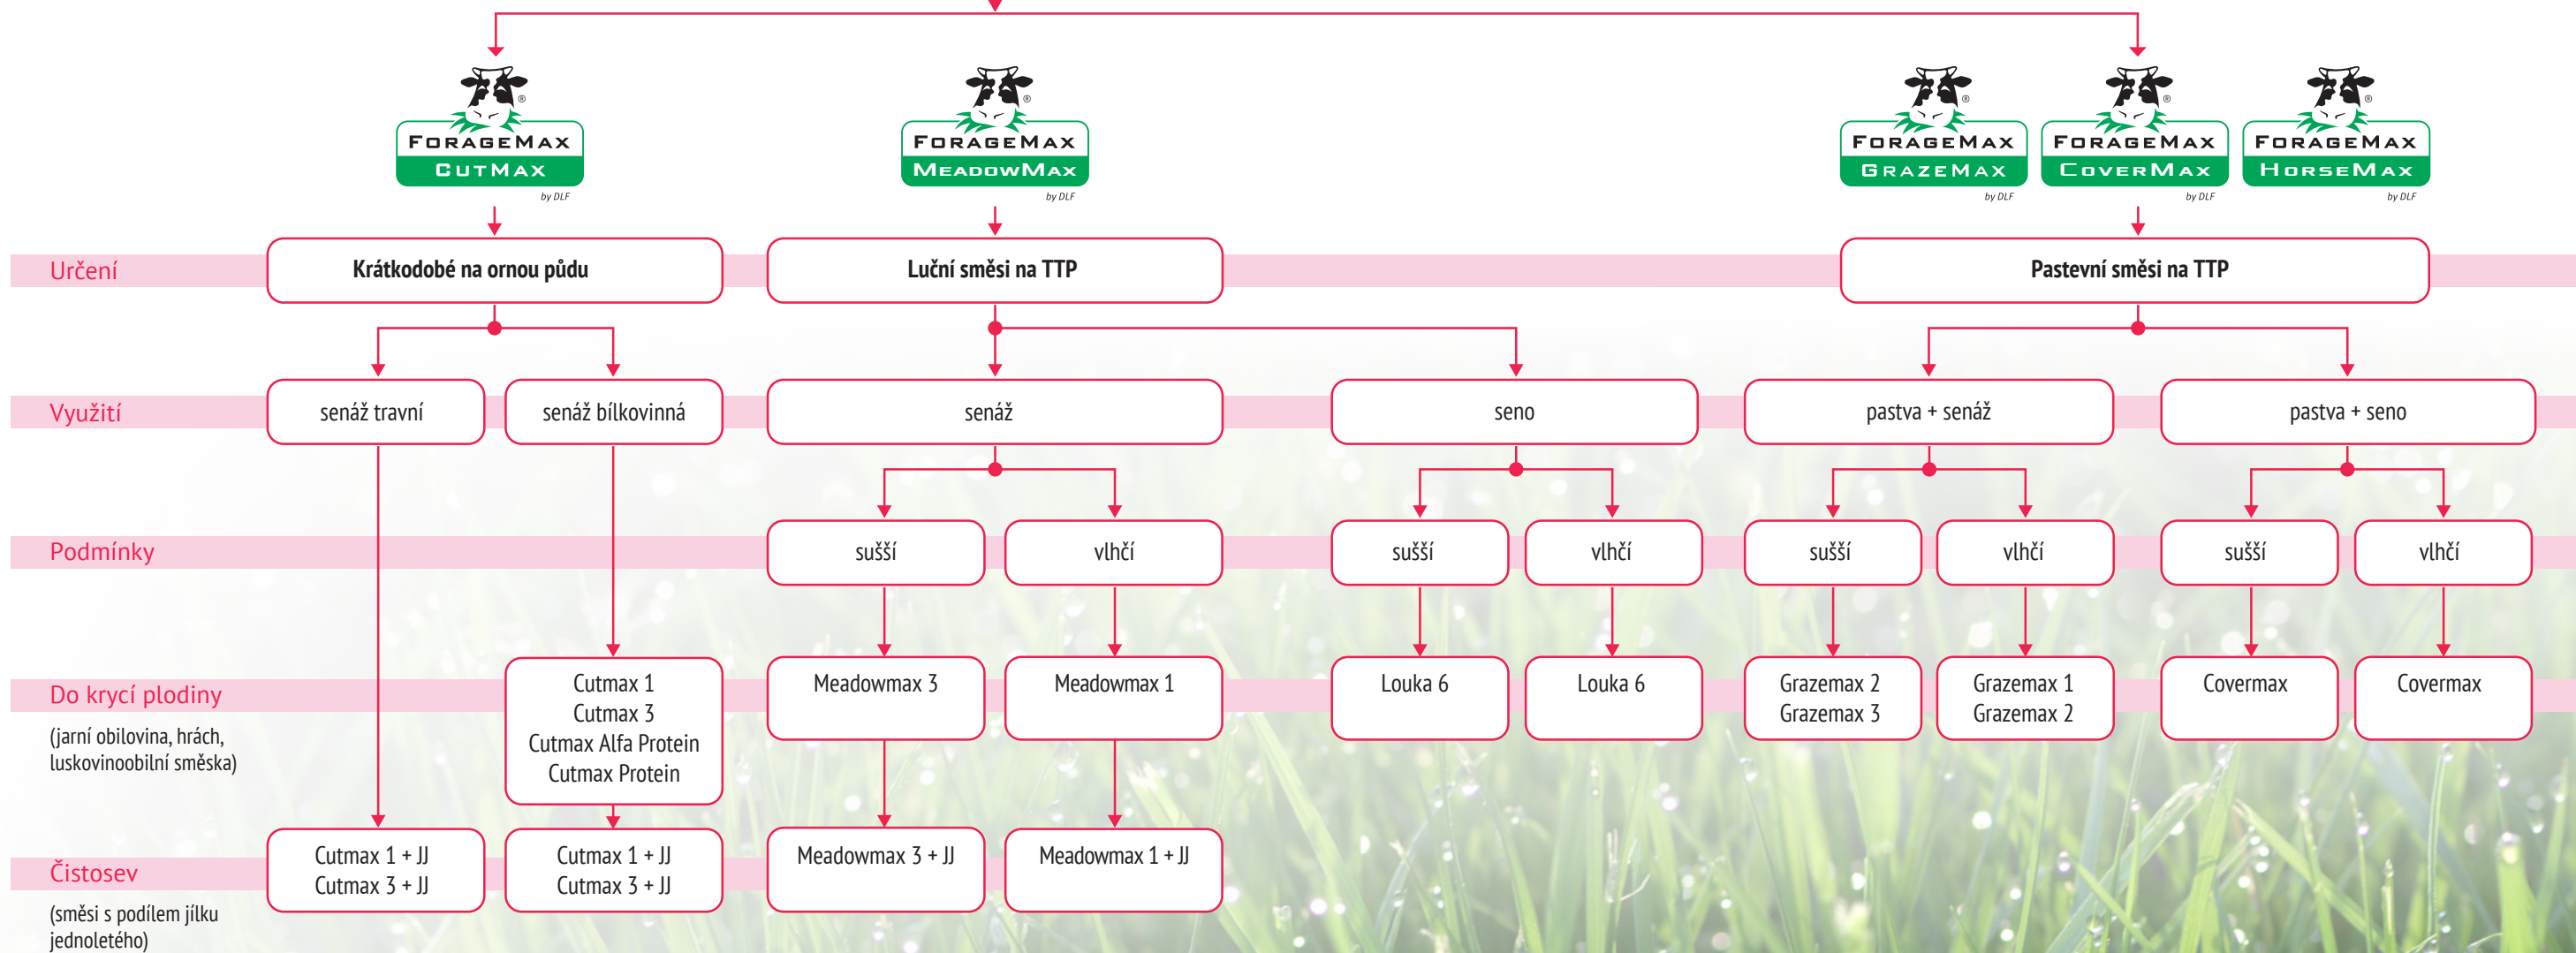 ®
FORAGEMAX
CUTMAX
by DLF
®
FORAGEMAX
MEADOWMAX
by DLF
®
FORAGEMAX
GRAZEMAX
by DLF
®
FORAGEMAX
COVERMAX
by DLF
®
FORAGEMAX
HORSEMAX
by DLF
Určení
Krátkodobé na ornou půdu
Luční směsi na TTP
Pastevní směsi na TTP
Využití
senáž travní
senáž bílkovinná
senáž
seno
pastva + senáž
pastva + seno
Podmínky
sušší
vlhčí
sušší
vlhčí
sušší
vlhčí
sušší
vlhčí
Do krycí plodiny
(jarní obilovina, hrách,
luskovinoobilní směska)
Cutmax 1
Cutmax 3
Cutmax Alfa Protein
Cutmax Protein
Meadowmax 3
Meadowmax 1
Louka 6
Louka 6
Grazemax 2
Grazemax 3
Grazemax 1
Grazemax 2
Covermax
Covermax
Čistosev
(směsi s podílem jílku
jednoletého)
Cutmax 1 + JJ
Cutmax 3 + JJ
Cutmax 1 + JJ
Cutmax 3 + JJ
Meadowmax 3 + JJ
Meadowmax 1 + JJ